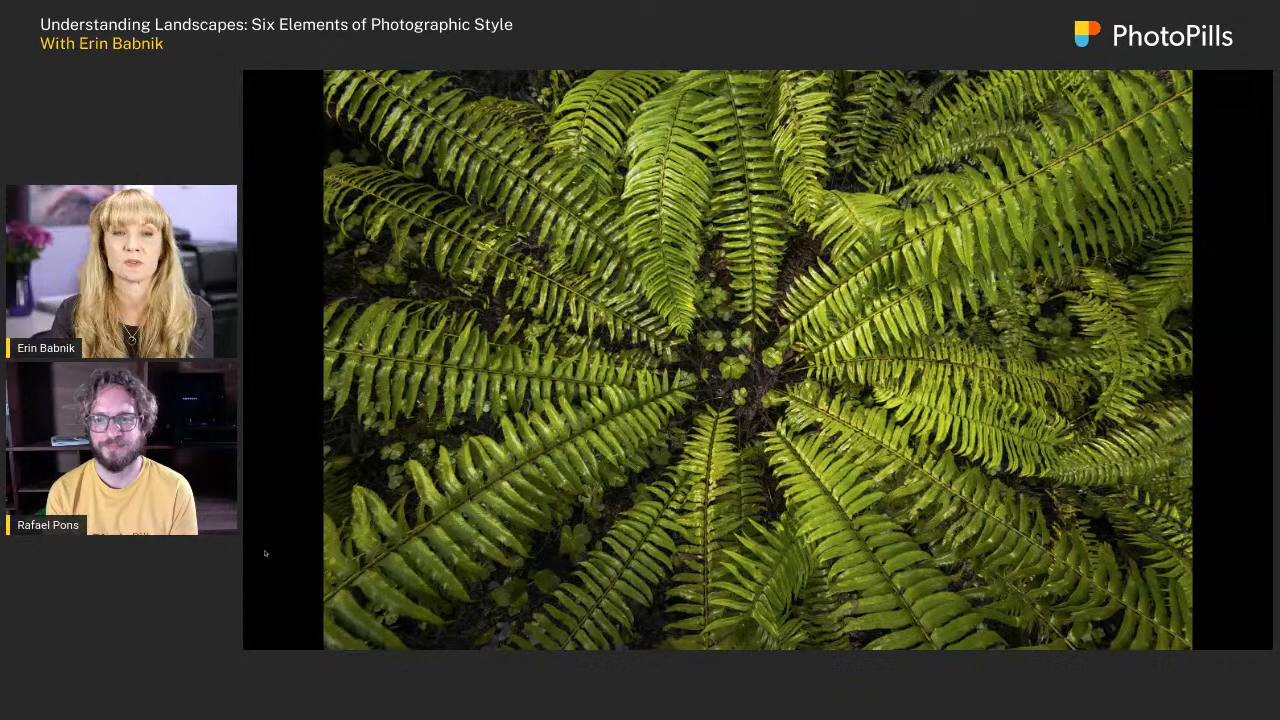 Understanding Landscapes: Six Elements of Photographic Style
With Erin Babnik
PhotoPills
Erin Babnik
Rafael Pons